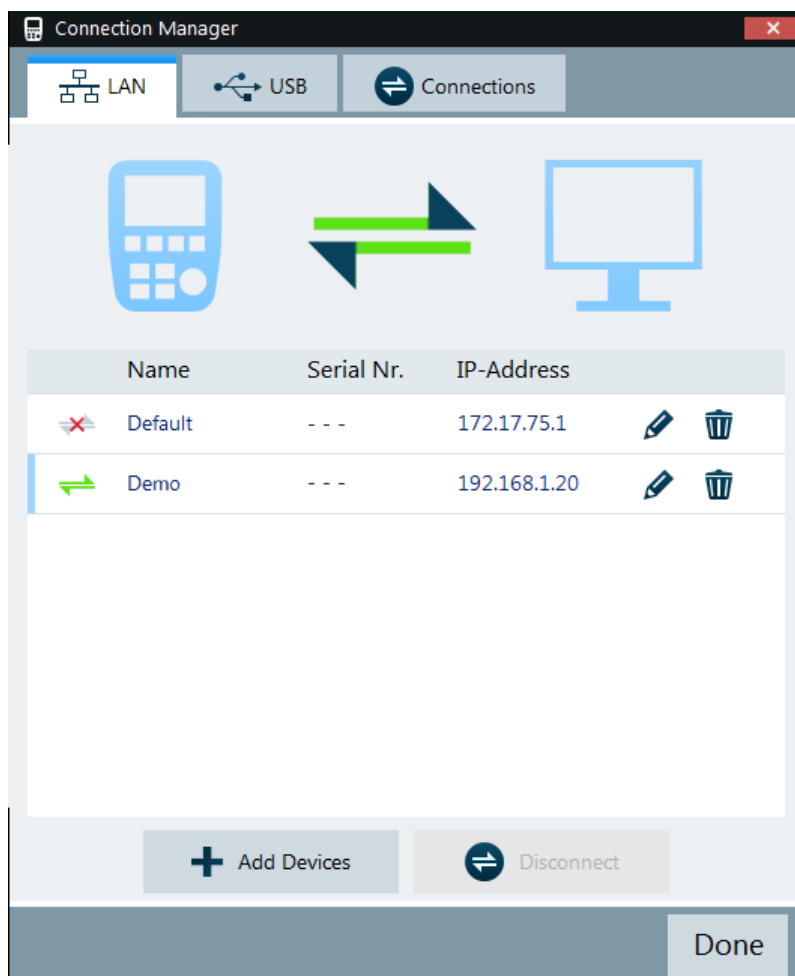 Connection Manager
LAN USB Connections
Name Serial Nr. IP-Address
Default - - - 172.17.75.1
Demo - - - 192.168.1.20
Add Devices Disconnect
Done